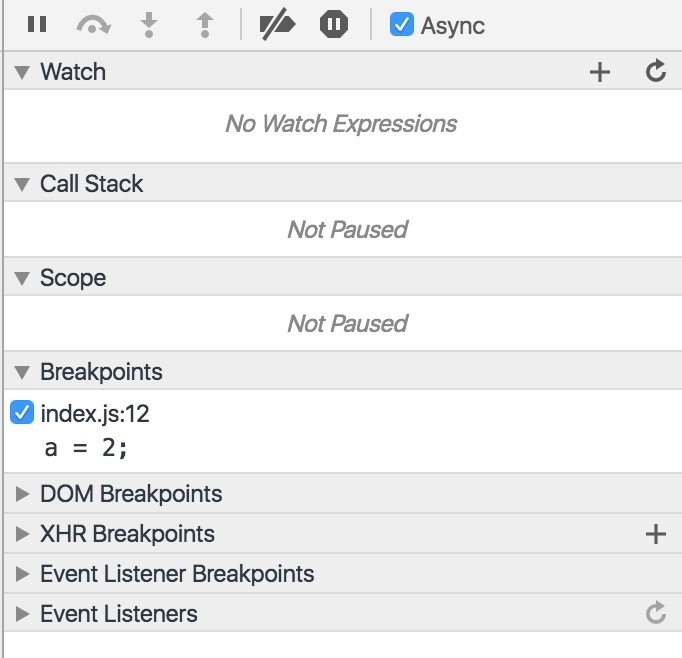 Async
Watch
No Watch Expressions
Call Stack
Not Paused
Scope
Not Paused
Breakpoints
index.js:12
a = 2;
DOM Breakpoints
XHR Breakpoints
Event Listener Breakpoints
Event Listeners